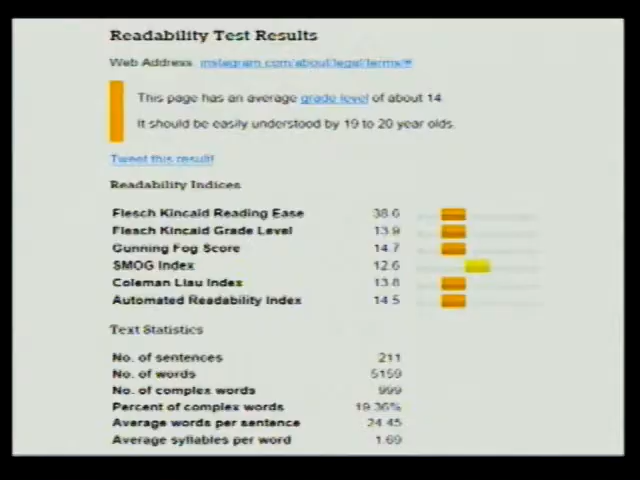 Readability Test Results
Web Address instagram.com/about/legal/terms/#
This page has an average grade level of about 14.
It should be easily understood by 19 to 20 year olds.
Tweet this result!
Readability Indices
Flesch Kincaid Reading Ease 38.6
Flesch Kincaid Grade Level 13.9
Gunning Fog Score 14.7
SMOG Index 12.6
Coleman Liau Index 13.8
Automated Readability Index 14.5
Text Statistics
No. of sentences 211
No. of words 5159
No. of complex words 999
Percent of complex words 19.36%
Average words per sentence 24.45
Average syllables per word 1.69